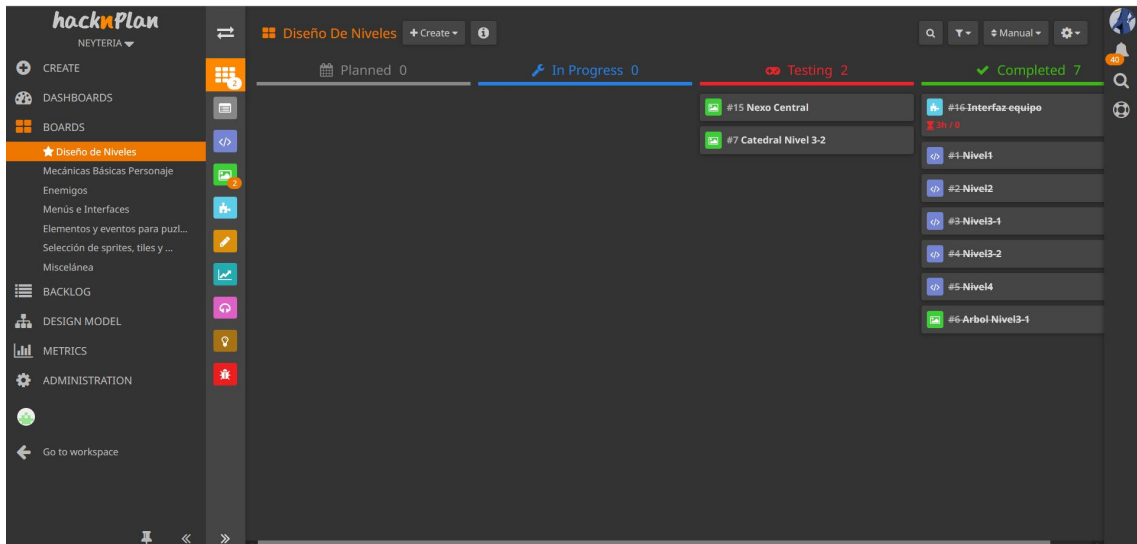 hacknPlan
NEYTERIA
CREATE
DASHBOARDS
BOARDS
Diseño de Niveles
Mecánicas Básicas Personaje
Enemigos
Menús e Interfaces
Elementos y eventos para puzl...
Selección de sprites, tiles y ...
Miscelánea
BACKLOG
DESIGN MODEL
METRICS
ADMINISTRATION
Go to workspace
2
2
Diseño De Niveles + Create
Manual
40
Planned 0
In Progress 0
Testing 2
#15 Nexo Central
#7 Catedral Nivel 3-2
Completed 7
#16 Interfaz equipo
3h / 0
#1 Nivel1
#2 Nivel2
#3 Nivel3-1
#4 Nivel3-2
#5 Nivel4
#6 Arbol Nivel3-1